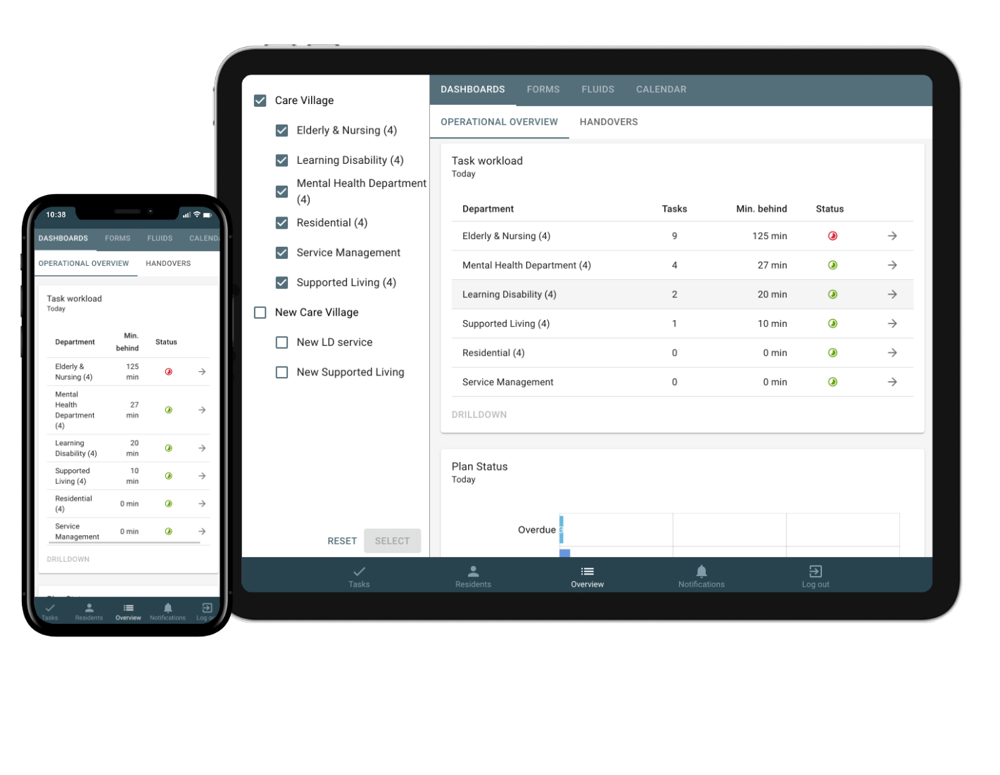 Care Village
Elderly & Nursing (4)
Learning Disability (4)
Mental Health Department
(4)
Residential (4)
Service Management
Supported Living (4)
New Care Village
New LD service
New Supported Living
RESET SELECT
DASHBOARDS FORMS FLUIDS CALENDAR
OPERATIONAL OVERVIEW HANDOVERS
Task workload
Today
Department Tasks Min. behind Status
Elderly & Nursing (4) 9 125 min
Mental Health Department (4) 4 27 min
Learning Disability (4) 2 20 min
Supported Living (4) 1 10 min
Residential (4) 0 0 min
Service Management 0 0 min
DRILLDOWN
Plan Status
Today
Overdue
Tasks Residents Overview Notifications Log out
10:38
DASHBOARDS FORMS FLUIDS CALEND
OPERATIONAL OVERVIEW HANDOVERS
Task workload
Today
Department Min. behind Status
Elderly &
Nursing (4)
125
min
Mental
Health
Department
(4)
27
min
Learning
Disability (4)
20
min
Supported
Living (4)
10
min
Residential
(4)
0 min
Service
Management
0 min
DRILLDOWN
Tasks Residents Overview Notifications Log